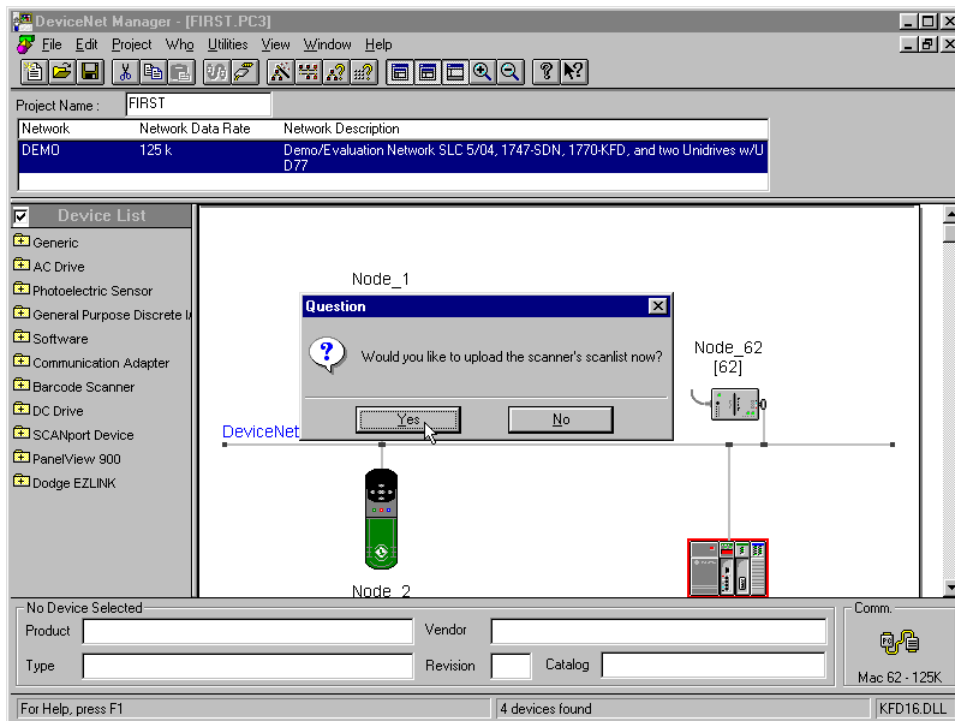 DeviceNet Manager - [FIRST.PC3]
File Edit Project Who Utilities View Window Help
Project Name : FIRST
Network Network Data Rate Network Description
DEMO 125 k Demo/Evaluation Network SLC 5/04, 1747-SDN, 1770-KFD, and two Unidrives w/U
D77
Device List
Generic
AC Drive
Photoelectric Sensor
General Purpose Discrete I/
Software
Communication Adapter
Barcode Scanner
DC Drive
SCANport Device
PanelView 900
Dodge EZLINK
Node_1
Question
Would you like to upload the scanner's scanlist now?
Yes No
Node_62
[62]
DeviceNet
Node_2
No Device Selected
Product Vendor
Type Revision Catalog
Comm.
Mac 62 - 125K
For Help, press F1 4 devices found KFD16.DLL